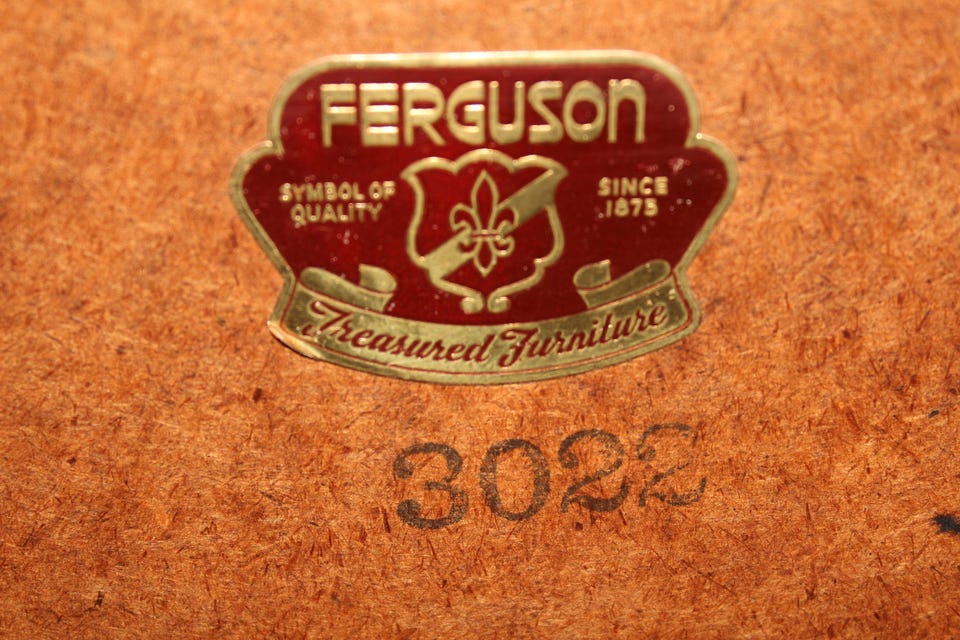 FERGUSON
SYMBOL OF
QUALITY
SINCE
1875
Treasured Furniture
3022